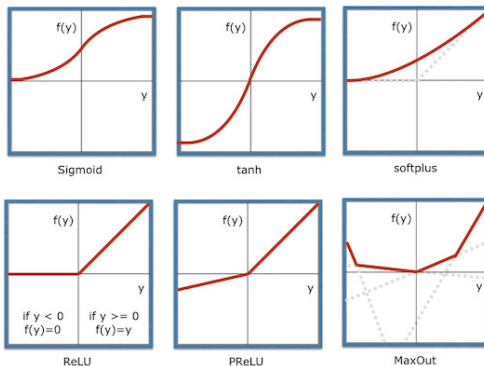 f(y)
y
Sigmoid
f(y)
y
tanh
f(y)
y
softplus
f(y)
y
if y < 0
f(y)=0
if y >= 0
f(y)=y
ReLU
f(y)
y
PReLU
f(y)
y
MaxOut